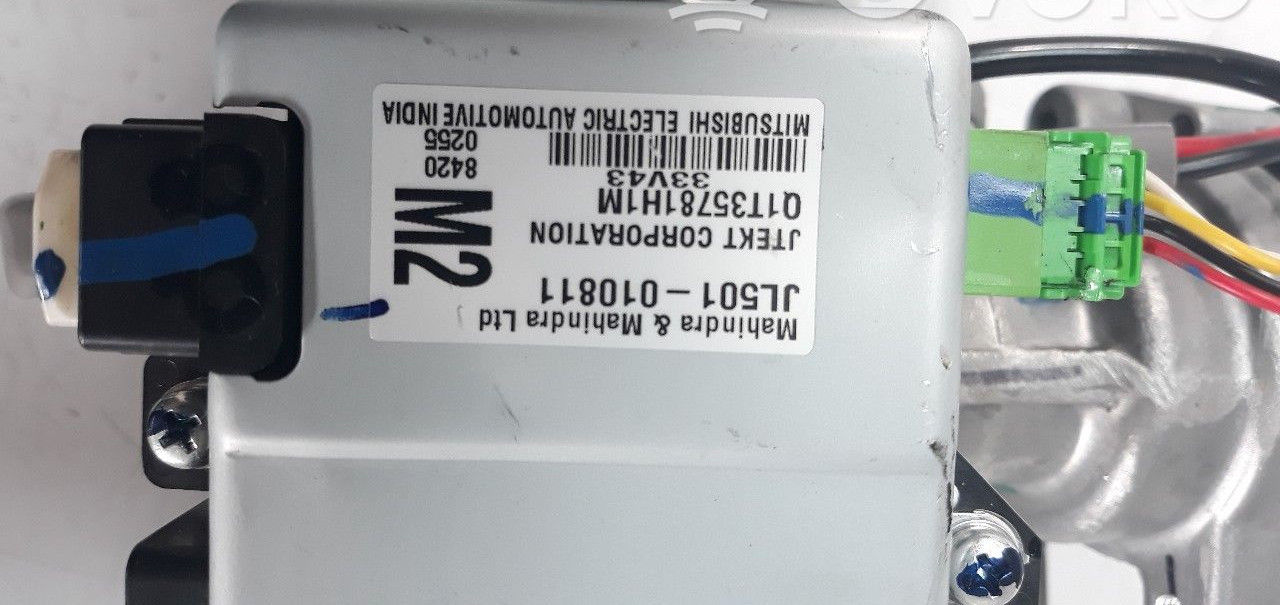 Mahindra & Mahindra Ltd
JL501-010811
JTEKT CORPORATION
Q1T35781H1M
33V43
M2
8420
0255
MITSUBISHI ELECTRIC AUTOMOTIVE INDIA